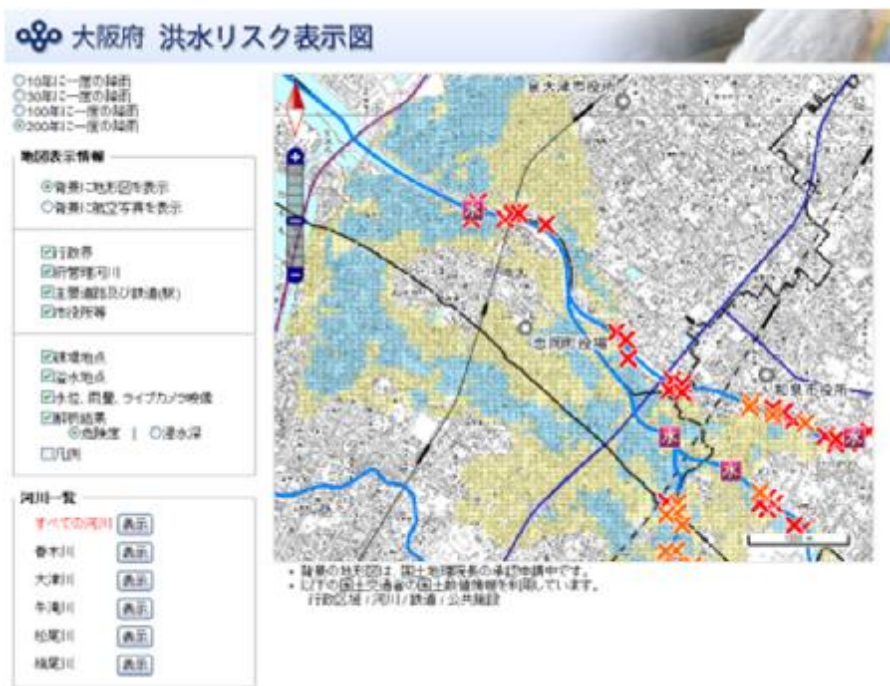 大阪府 洪水リスク表示図
10年に一度の降雨
30年に一度の降雨
100年に一度の降雨
200年に一度の降雨
地図表示情報
背景に地形図を表示
背景に航空写真を表示
行政界
府管理河川
主要道路及び鉄道(駅)
市役所等
破堤地点
溢水地点
水位、雨量、ライブカメラ映像
解析結果
危険度 | 浸水深
凡例
河川一覧
すべての河川 表示
春木川 表示
大津川 表示
牛滝川 表示
松尾川 表示
槇尾川 表示
泉大津市役所
水
忠岡町役場
和泉市役所
水
水
水
背景の地形図は、国土地理院長の承認申請中です。
以下の国土交通省の国土数値情報を利用しています。
行政区域 / 河川 / 鉄道 / 公共施設